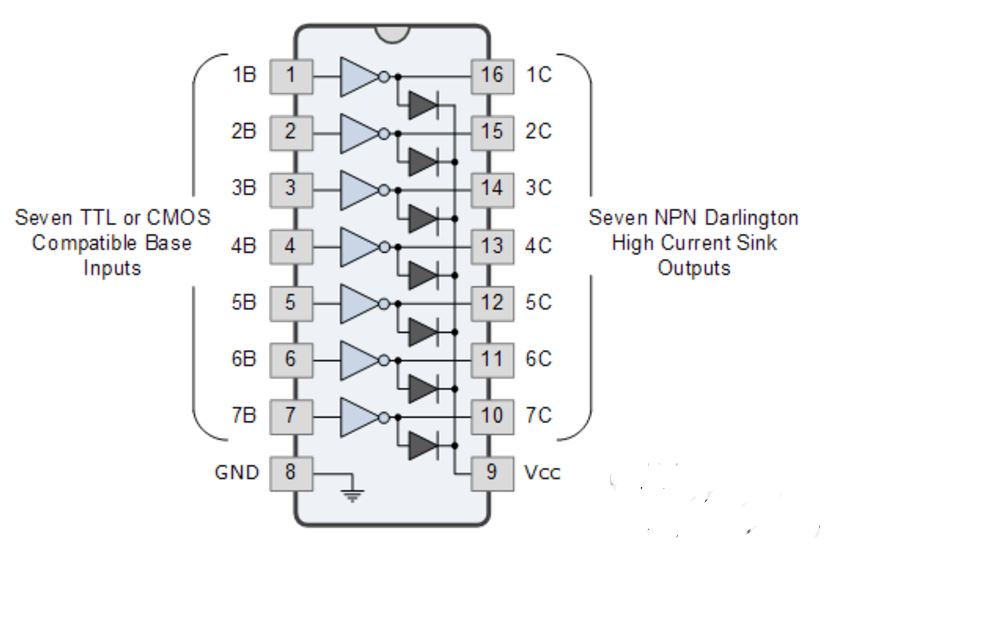 1B 1 16 1C
2B 2 15 2C
3B 3 14 3C
Seven TTL or CMOS
Compatible Base
Inputs
4B 4 13 4C
Seven NPN Darlington
High Current Sink
Outputs
5B 5 12 5C
6B 6 11 6C
7B 7 10 7C
GND 8 9 Vcc